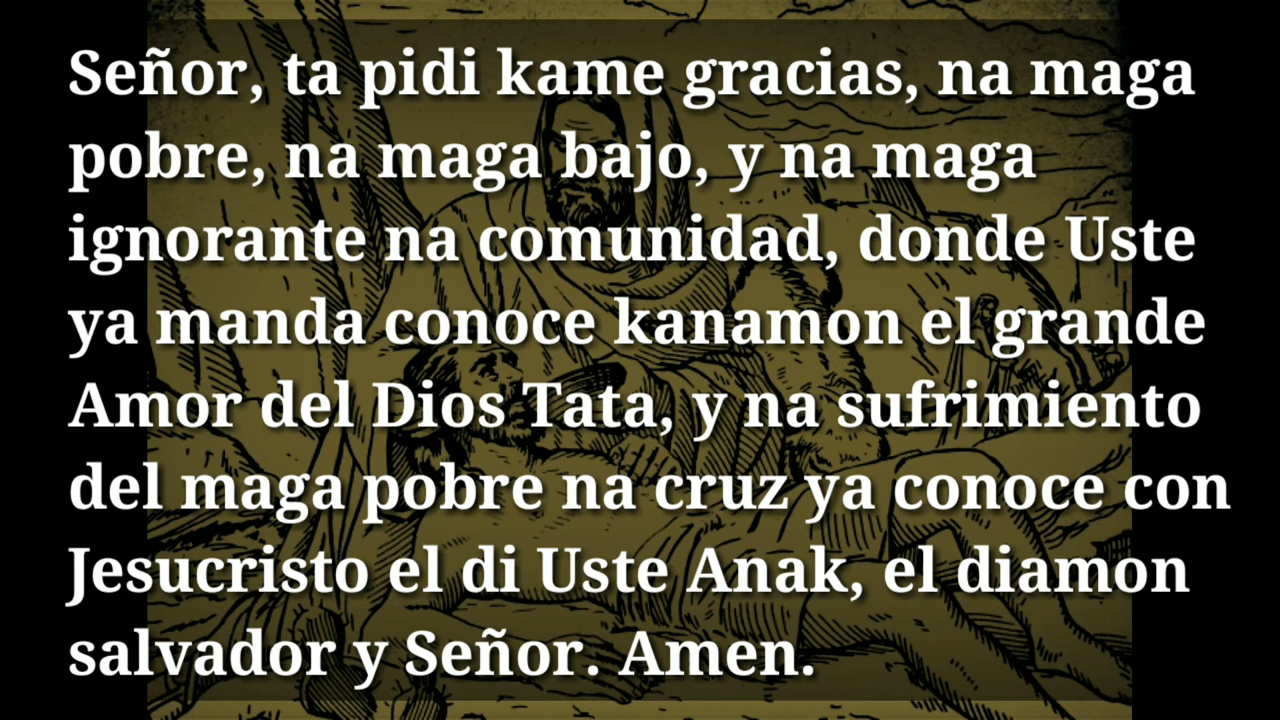 Señor, ta pidi kame gracias, na maga
pobre, na maga bajo, y na maga
ignorante na comunidad, donde Uste
ya manda conoce kanamon el grande
Amor del Dios Tata, y na sufrimiento
del maga pobre na cruz ya conoce con
Jesucristo el di Uste Anak, el diamon
salvador y Señor. Amen.